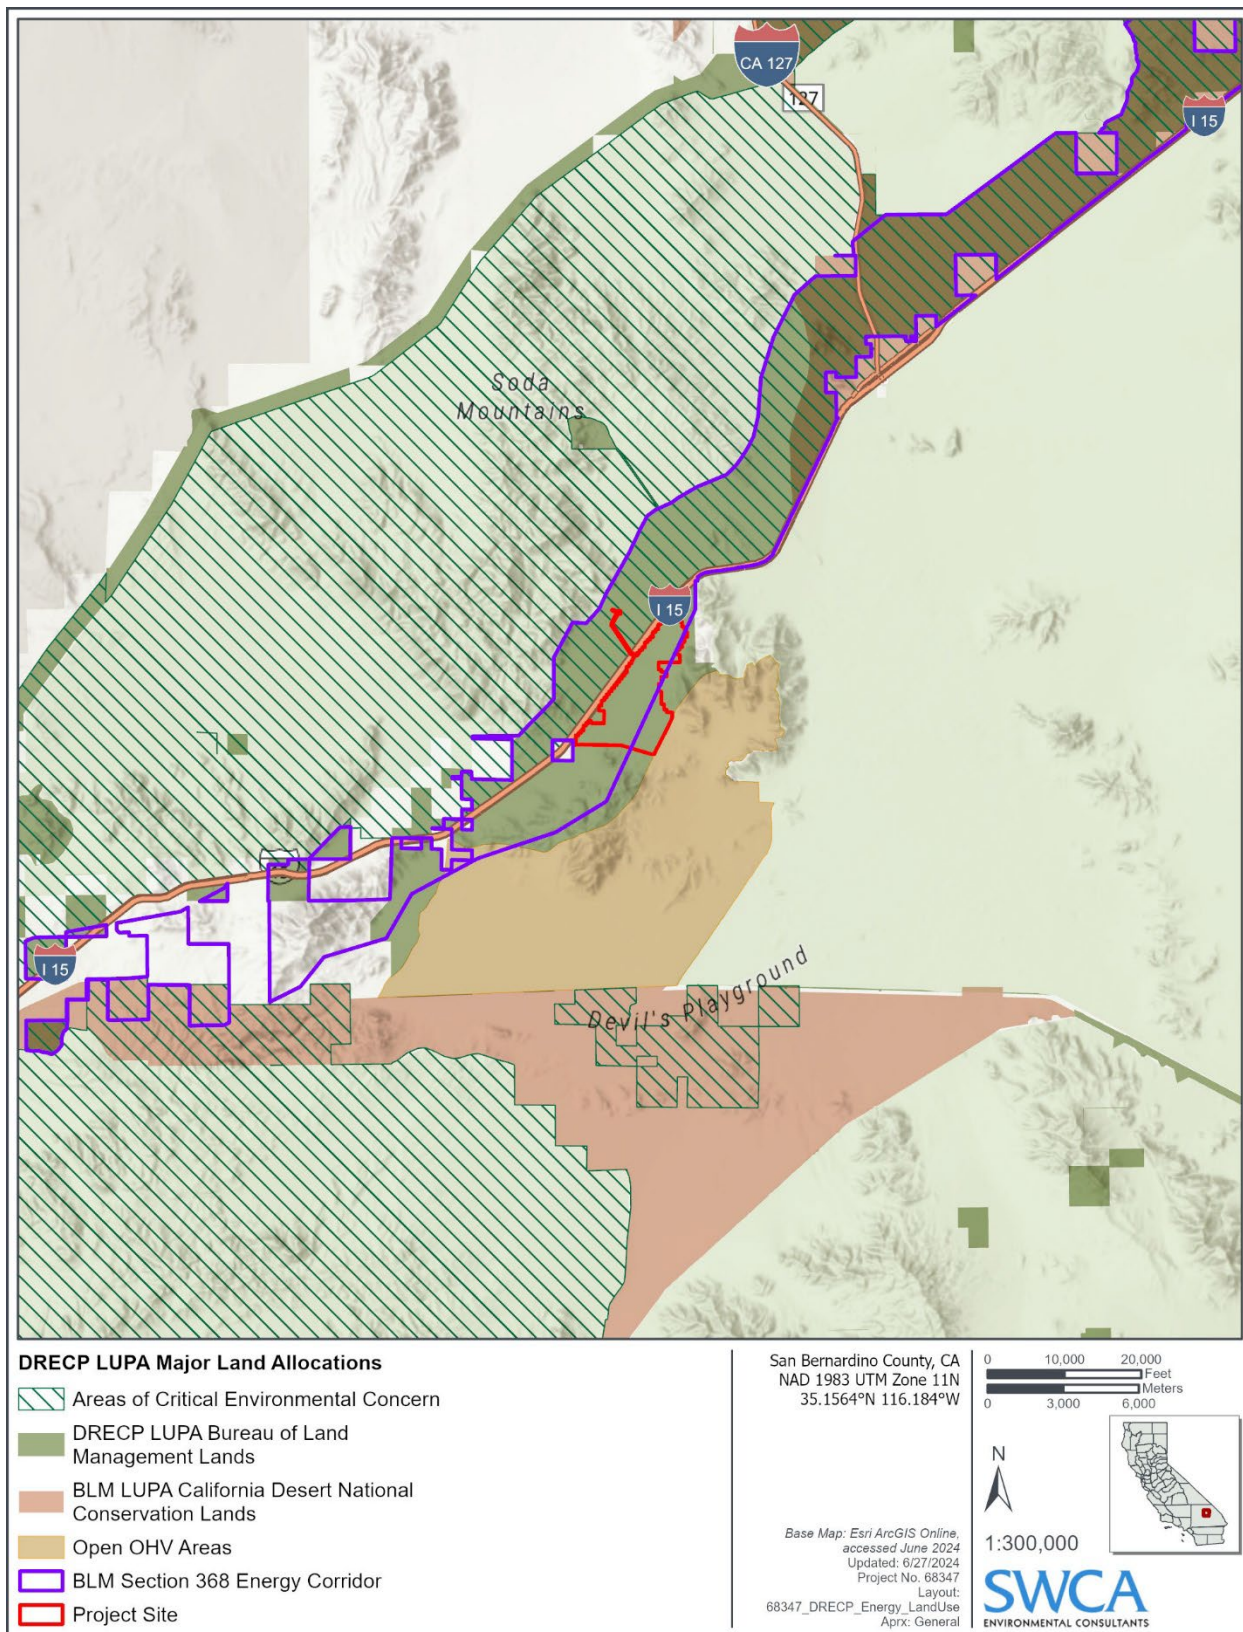 CA 127
127
I 15
Soda
Mountains
I 15
I 15
Devil's Playground
DRECP LUPA Major Land Allocations
Areas of Critical Environmental Concern
DRECP LUPA Bureau of Land
Management Lands
BLM LUPA California Desert National
Conservation Lands
Open OHV Areas
BLM Section 368 Energy Corridor
Project Site
San Bernardino County, CA
NAD 1983 UTM Zone 11N
35.1564°N 116.184°W
Base Map: Esri ArcGIS Online,
accessed June 2024
Updated: 6/27/2024
Project No. 68347
Layout:
68347_DRECP_Energy_LandUse
Aprx: General
0 10,000 20,000
Feet
Meters
0 3,000 6,000
N
1:300,000
SWCA
ENVIRONMENTAL CONSULTANTS